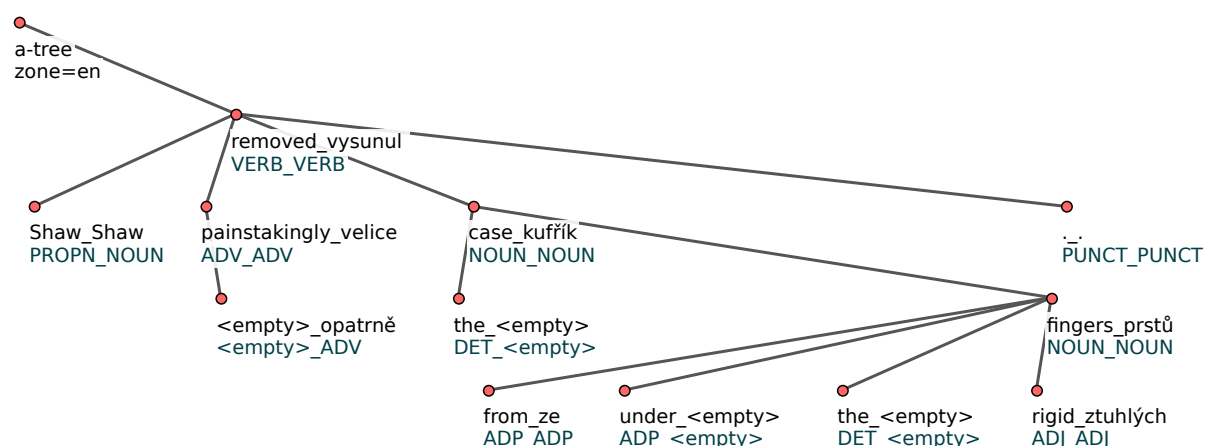 a-tree
zone=en
removed_vysunul
VERB_VERB
Shaw_Shaw
PROPN_NOUN
painstakingly_velice
ADV_ADV
case_kufřík
NOUN_NOUN
._.
PUNCT_PUNCT
<empty>_opatrně
<empty>_ADV
the_<empty>
DET_<empty>
fingers_prstů
NOUN_NOUN
from_ze
ADP_ADP
under_<empty>
ADP_<empty>
the_<empty>
DET_<empty>
rigid_ztuhlých
ADJ_ADJ